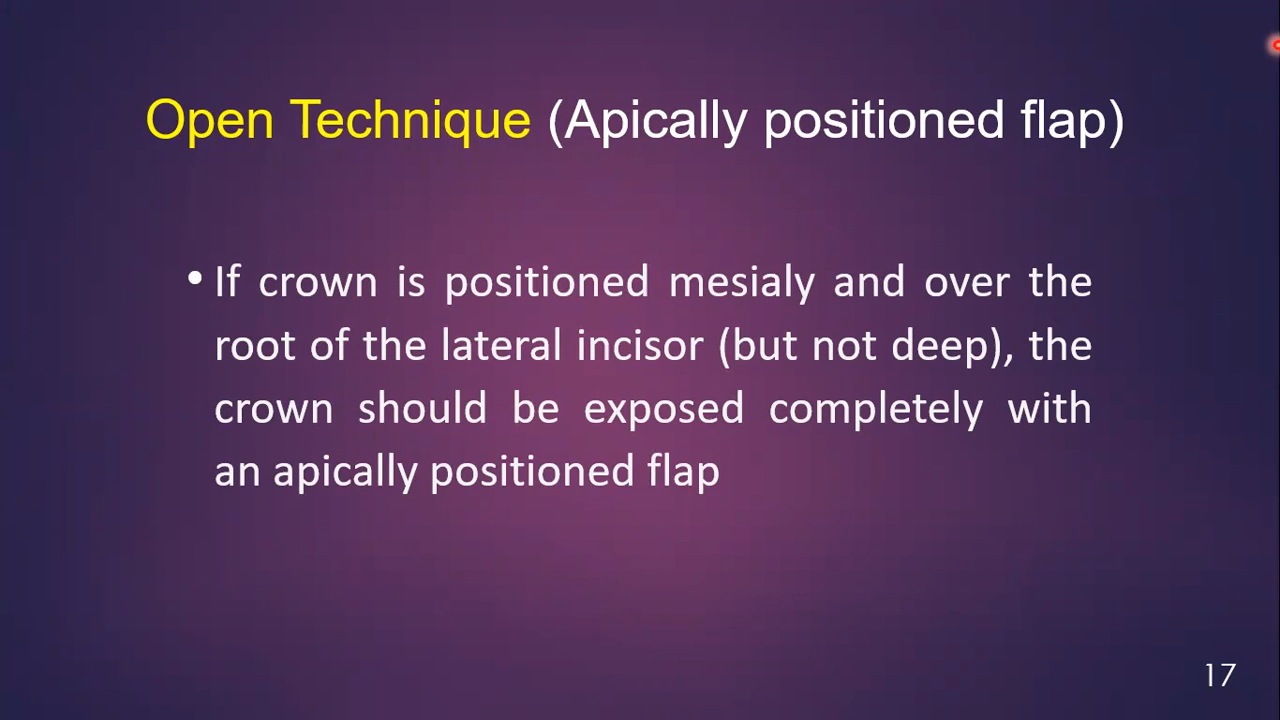 Open Technique (Apically positioned flap)
• If crown is positioned mesialy and over the
root of the lateral incisor (but not deep), the
crown should be exposed completely with
an apically positioned flap
17